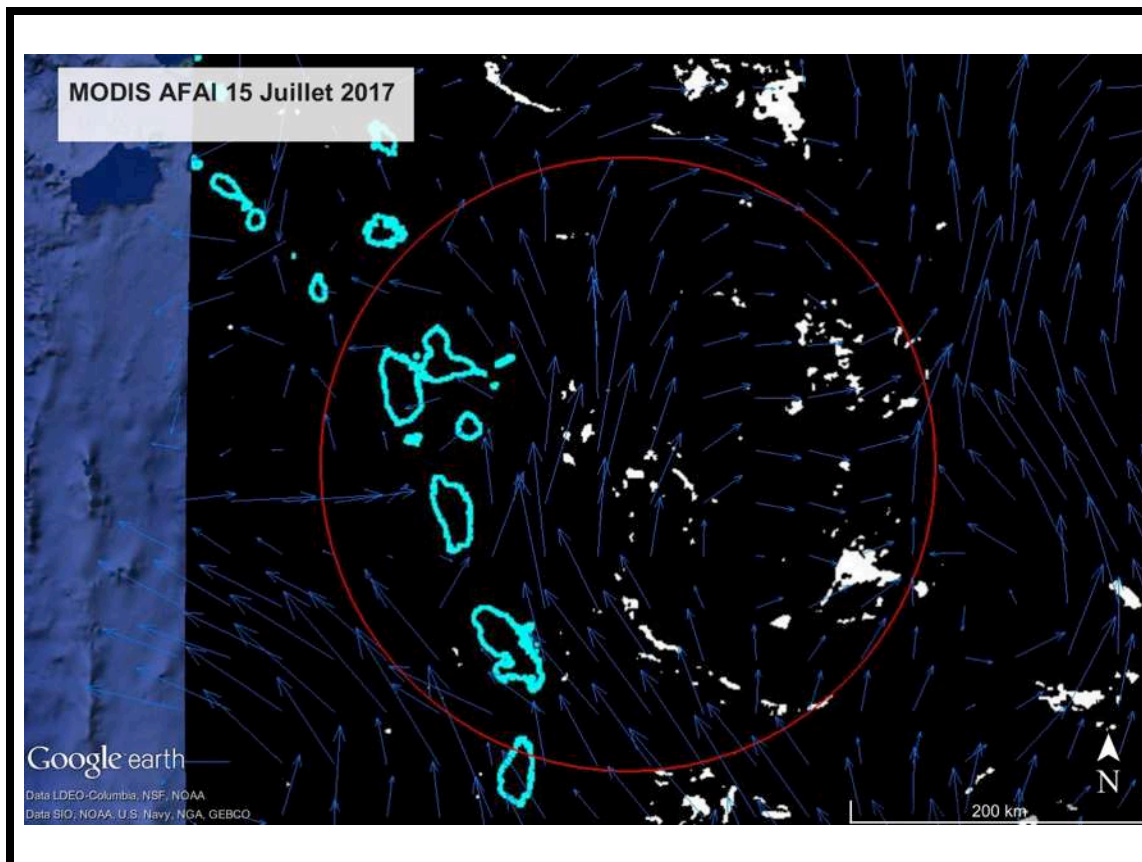 MODIS AFAI 15 Juillet 2017
Google earth
Data LDEO-Columbia, NSF, NOAA
Data SIO, NOAA, U.S. Navy, NGA, GEBCO
N
200 km